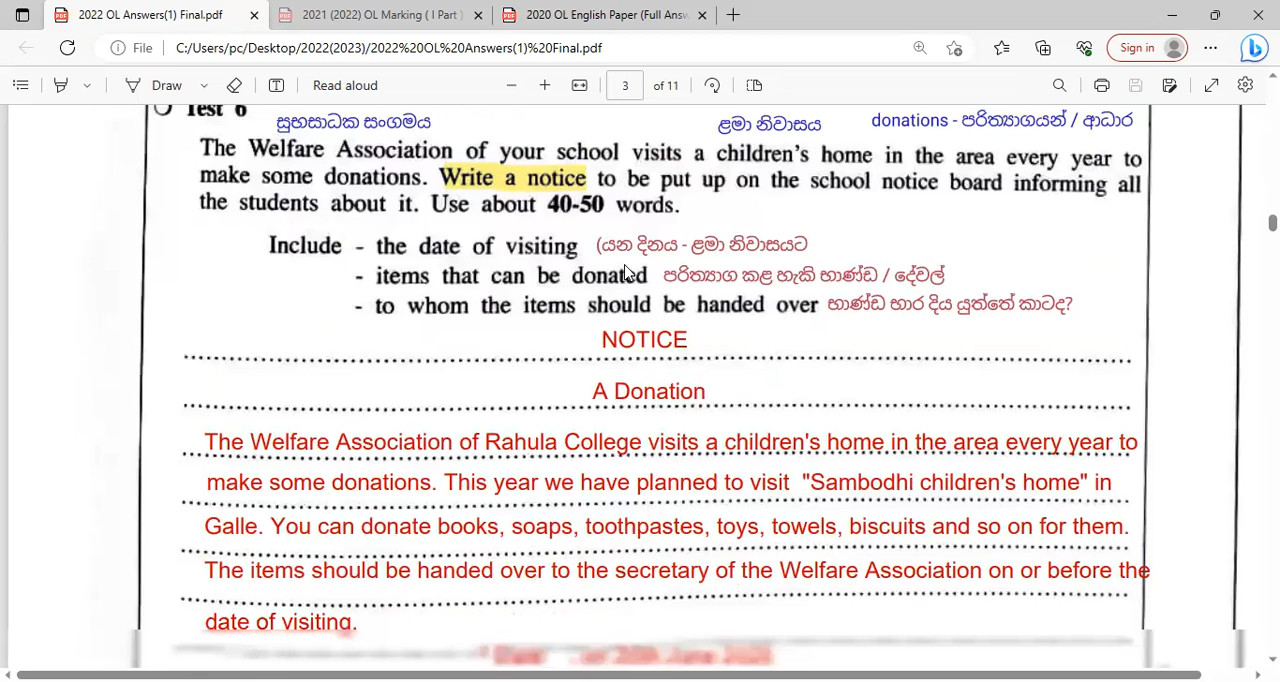 2022 OL Answers(1) Final.pdf
2021 (2022) OL Marking ( I Part )
2020 OL English Paper (Full Answ
File
C:/Users/pc/Desktop/2022(2023)/2022%20OL%20Answers(1)%20Final.pdf
Sign in
Draw
Read aloud
3 of 11
Test 6
සුභසාධක සංගමය ළමා නිවාසය donations - පරිත්‍යාගයන් / ආධාර
The Welfare Association of your school visits a children's home in the area every year to
make some donations. Write a notice to be put up on the school notice board informing all
the students about it. Use about 40-50 words.
Include - the date of visiting (යන දිනය - ළමා නිවාසයට
- items that can be donated පරිත්‍යාග කළ හැකි භාණ්ඩ / දේවල්
- to whom the items should be handed over භාණ්ඩ භාර දිය යුත්තේ කාටද?
NOTICE
A Donation
The Welfare Association of Rahula College visits a children's home in the area every year to
make some donations. This year we have planned to visit "Sambodhi children's home" in
Galle. You can donate books, soaps, toothpastes, toys, towels, biscuits and so on for them.
The items should be handed over to the secretary of the Welfare Association on or before the
date of visiting.